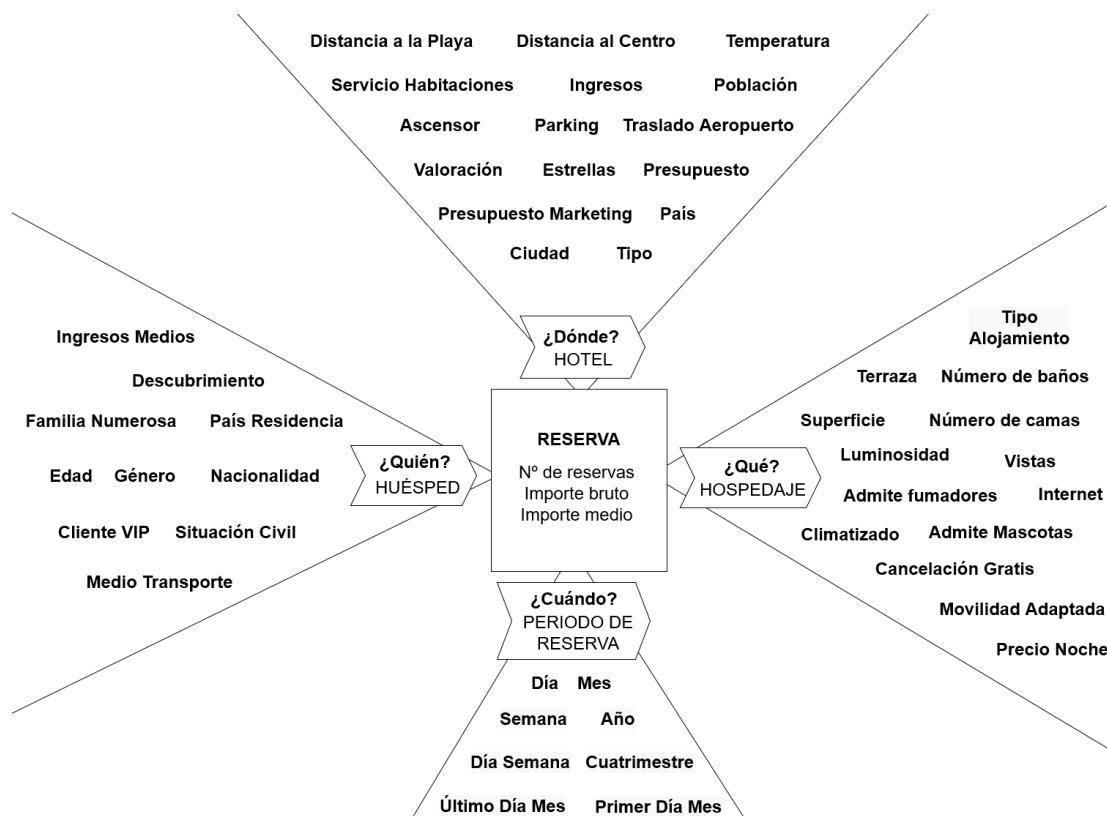 Distancia a la Playa Distancia al Centro Temperatura
Servicio Habitaciones Ingresos Población
Ascensor Parking Traslado Aeropuerto
Valoración Estrellas Presupuesto
Presupuesto Marketing País
Ciudad Tipo
¿Dónde?
HOTEL
Ingresos Medios
Descubrimiento
Familia Numerosa País Residencia
Edad Género Nacionalidad
Cliente VIP Situación Civil
Medio Transporte
¿Quién?
HUÉSPED
RESERVA
Nº de reservas
Importe bruto
Importe medio
¿Qué?
HOSPEDAJE
Tipo
Alojamiento
Terraza Número de baños
Superficie Número de camas
Luminosidad Vistas
Admite fumadores Internet
Climatizado Admite Mascotas
Cancelación Gratis
Movilidad Adaptada
Precio Noche
¿Cuándo?
PERIODO DE
RESERVA
Día Mes
Semana Año
Día Semana Cuatrimestre
Último Día Mes Primer Día Mes